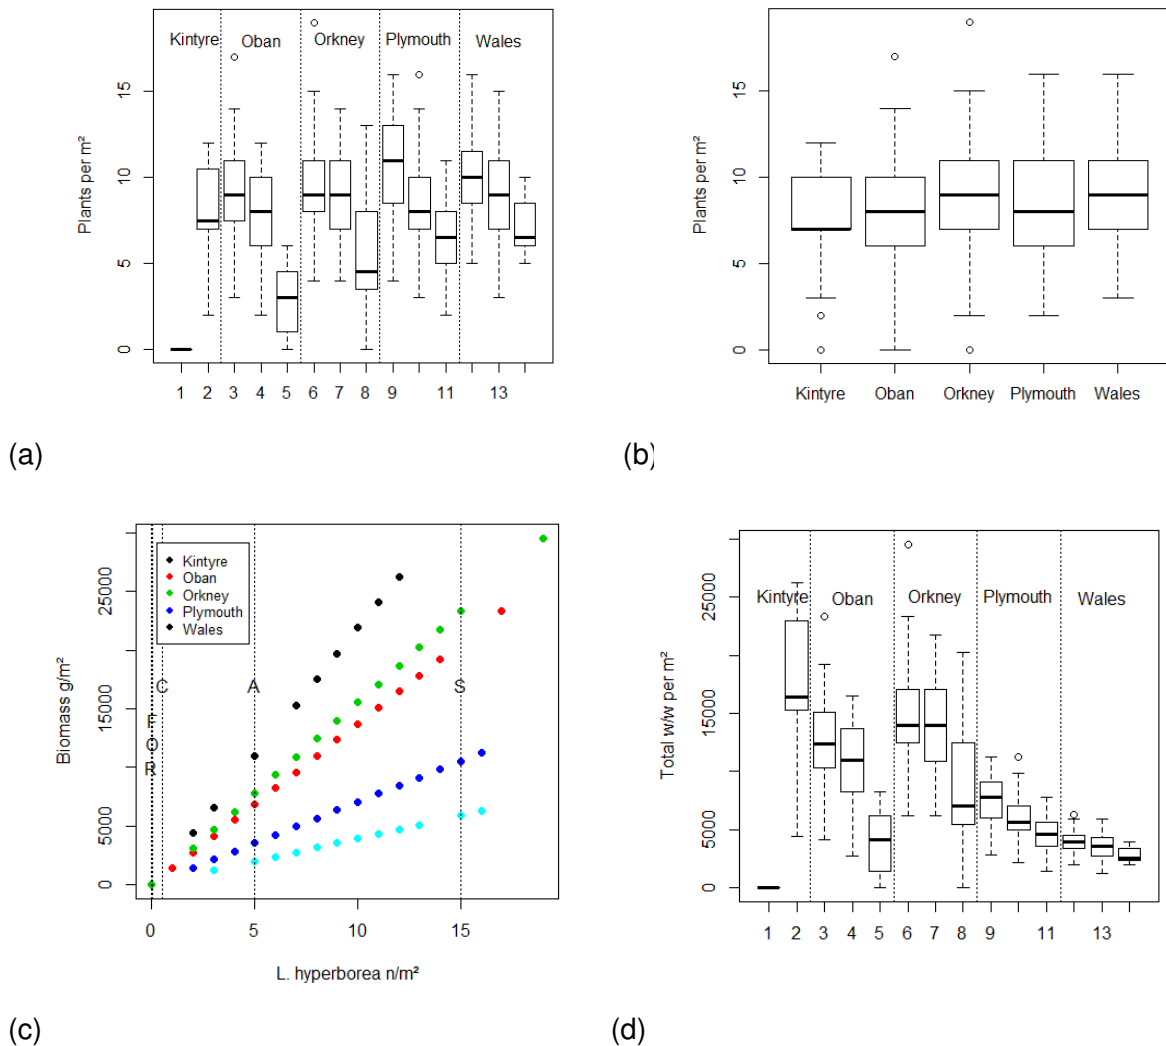 Kintyre Oban Orkney Plymouth Wales
Plants per m²
15
10
5
0
1 2 3 4 5 6 7 8 9 11 13
(a)
Plants per m²
15
10
5
0
Kintyre Oban Orkney Plymouth Wales
(b)
Biomass g/m²
25000
15000
5000
0
Kintyre
Oban
Orkney
Plymouth
Wales
C A S
F
O
R
0 5 10 15
L. hyperborea n/m²
(c)
Total w/w per m²
25000
15000
5000
0
Kintyre Oban Orkney Plymouth Wales
1 2 3 4 5 6 7 8 9 11 13
(d)